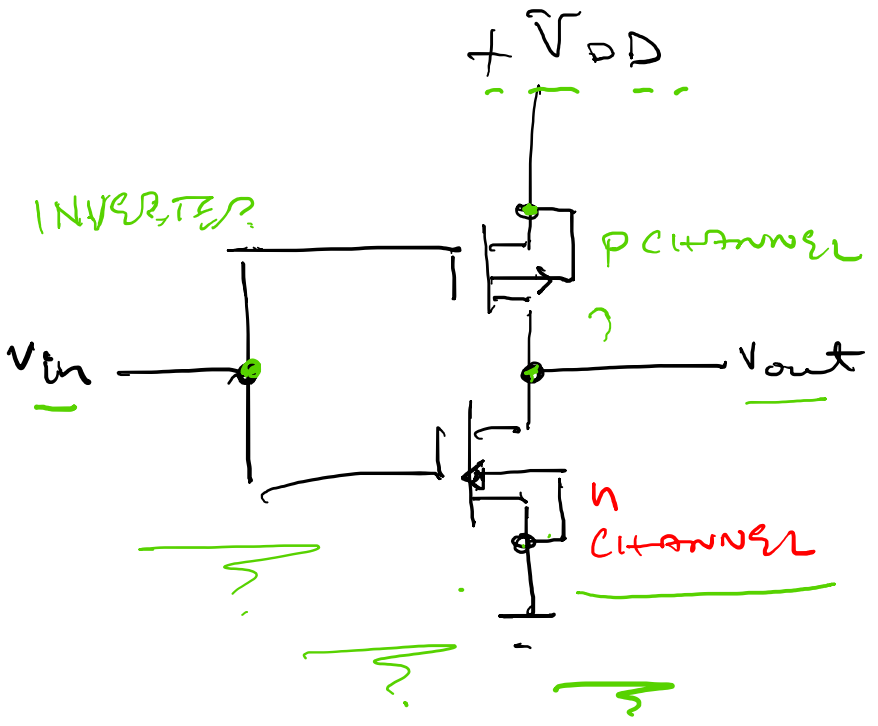 +VDD
INVERTER
P CHANNEL
Vin
Vout
n
CHANNEL